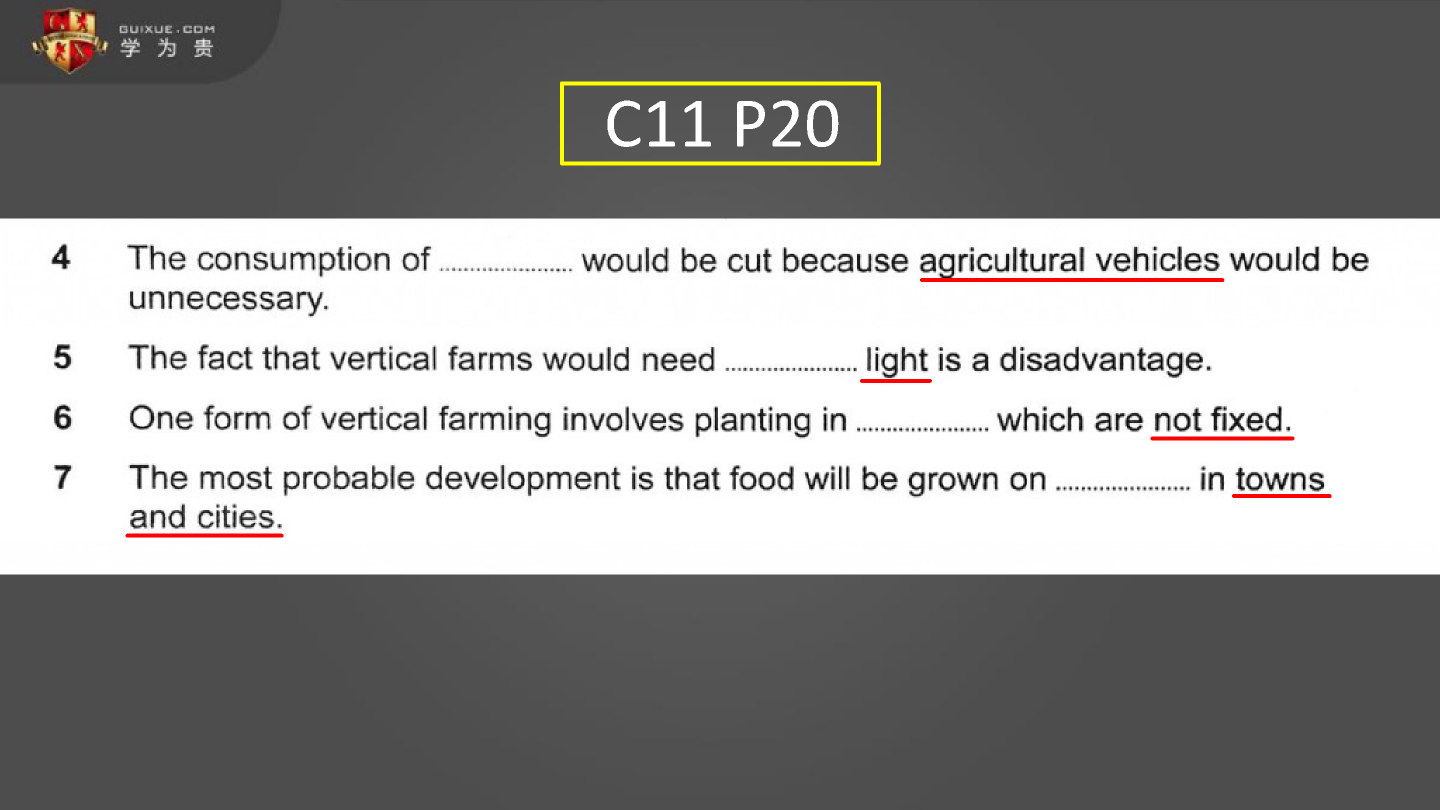 GUIXUE.COM
学为贵
C11 P20
4 The consumption of ...................... would be cut because agricultural vehicles would be
unnecessary.
5 The fact that vertical farms would need ...................... light is a disadvantage.
6 One form of vertical farming involves planting in ...................... which are not fixed.
7 The most probable development is that food will be grown on ...................... in towns
and cities.